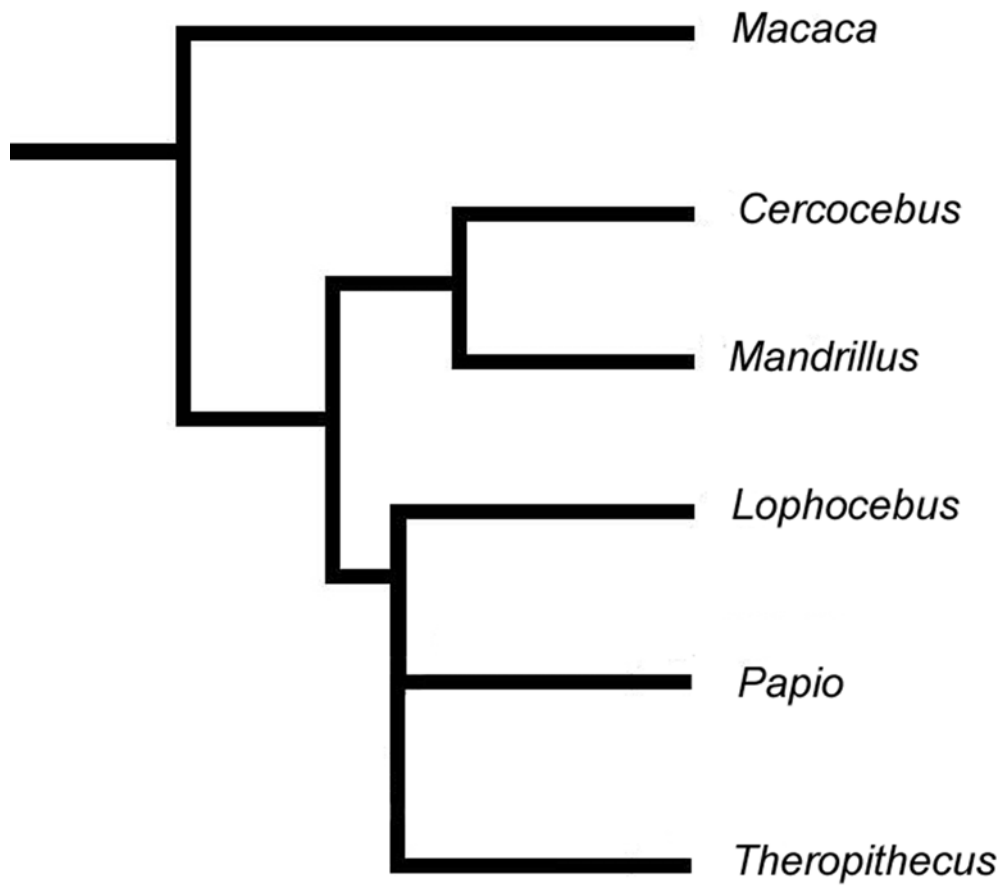 Macaca
Cercocebus
Mandrillus
Lophocebus
Papio
Theropithecus